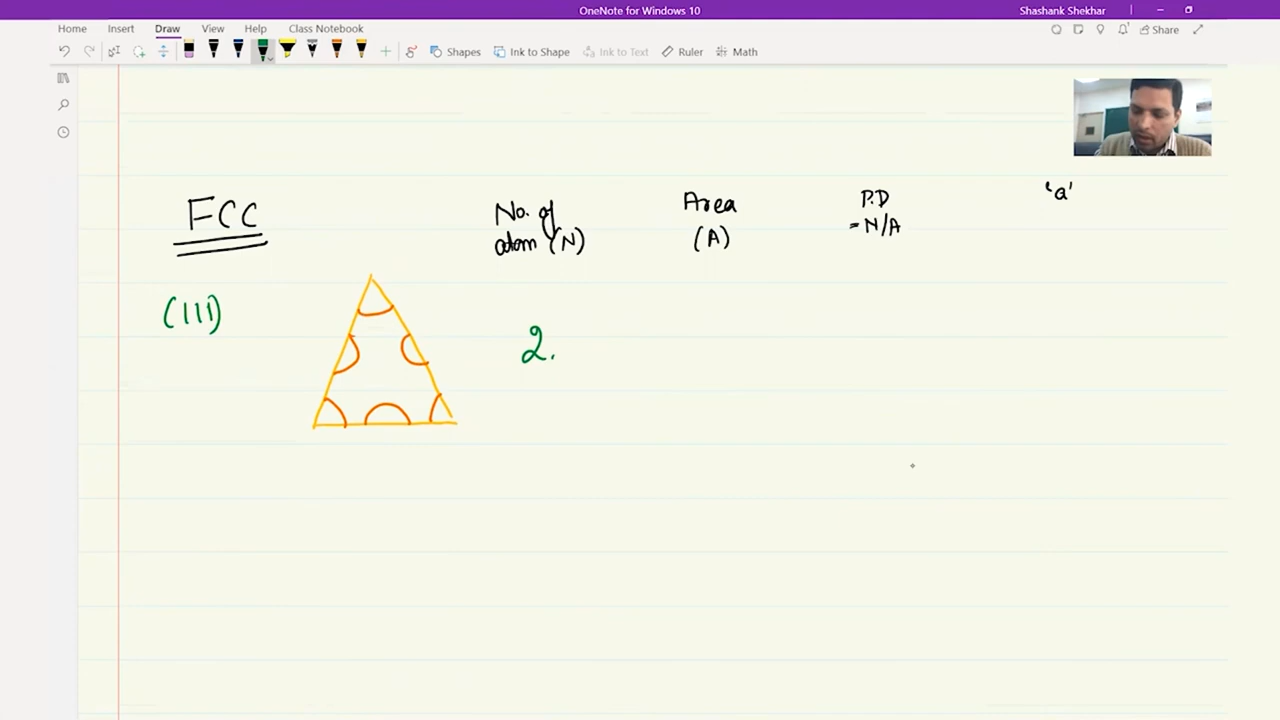 OneNote for Windows 10
Shashank Shekhar
Home Insert Draw View Help Class Notebook
Share
Shapes Ink to Shape Ink to Text Ruler Math
FCC
No. of atom (N)
Area (A)
P.D = N/A
'a'
(111)
2.